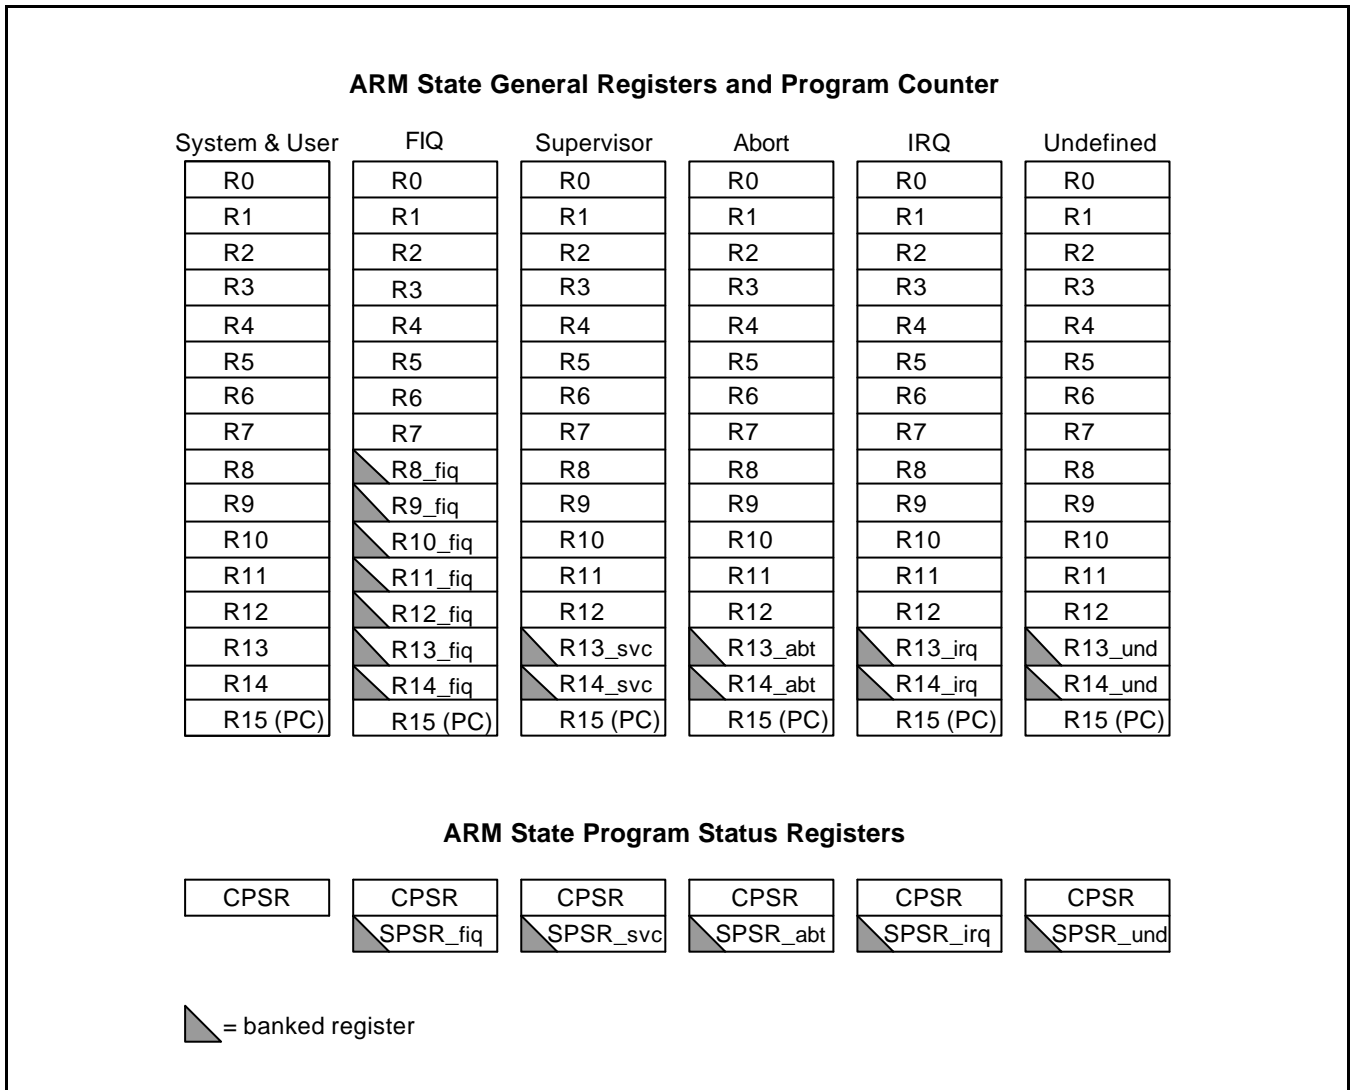 ARM State General Registers and Program Counter
System & User FIQ Supervisor Abort IRQ Undefined
R0 R0 R0 R0 R0 R0
R1 R1 R1 R1 R1 R1
R2 R2 R2 R2 R2 R2
R3 R3 R3 R3 R3 R3
R4 R4 R4 R4 R4 R4
R5 R5 R5 R5 R5 R5
R6 R6 R6 R6 R6 R6
R7 R7 R7 R7 R7 R7
R8 R8_fiq R8 R8 R8 R8
R9 R9_fiq R9 R9 R9 R9
R10 R10_fiq R10 R10 R10 R10
R11 R11_fiq R11 R11 R11 R11
R12 R12_fiq R12 R12 R12 R12
R13 R13_fiq R13_svc R13_abt R13_irq R13_und
R14 R14_fiq R14_svc R14_abt R14_irq R14_und
R15 (PC) R15 (PC) R15 (PC) R15 (PC) R15 (PC) R15 (PC)
ARM State Program Status Registers
CPSR CPSR CPSR CPSR CPSR CPSR
SPSR_fiq SPSR_svc SPSR_abt SPSR_irq SPSR_und
= banked register